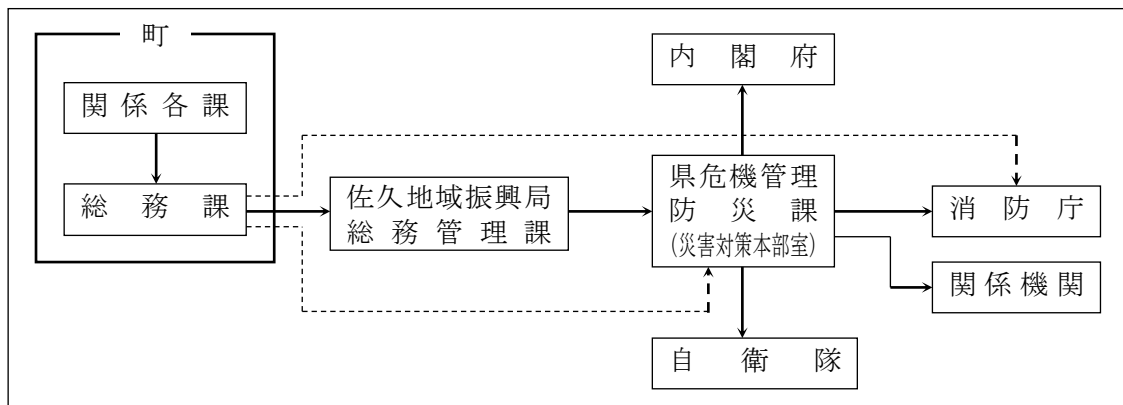 町
関係各課
総務課
佐久地域振興局
総務管理課
内閣府
県危機管理
防災課
(災害対策本部室)
消防庁
関係機関
自衛隊